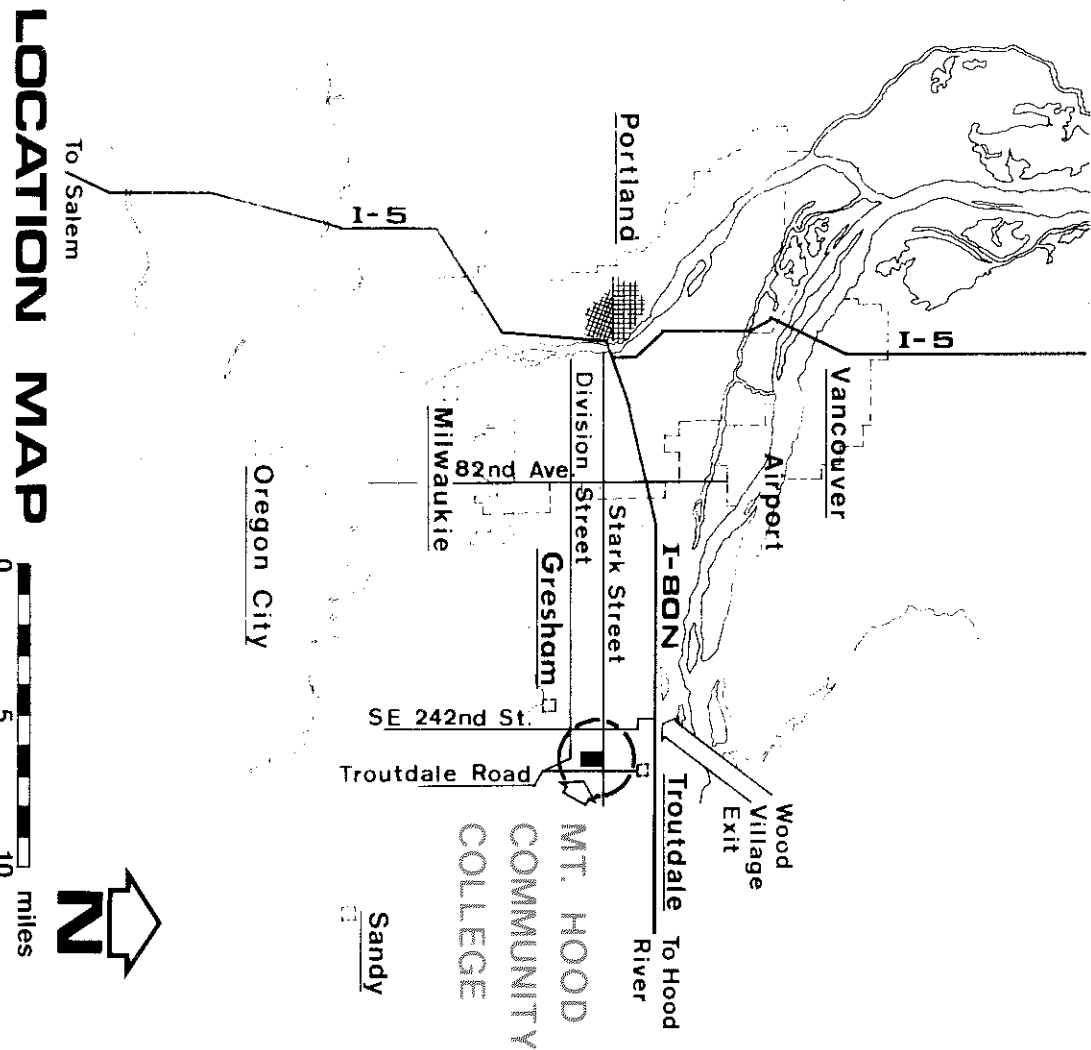 LOCATION MAP
0 5 10 miles
N
To Salem
I-5
Portland
I-5
Vancouver
Airport
Division Street
Stark Street
82nd Ave.
Milwaukie
Oregon City
I-80N
Gresham
SE 242nd St.
Troutdale Road
Troutdale
Wood
Village
Exit
To Hood
River
MT. HOOD
COMMUNITY
COLLEGE
Sandy